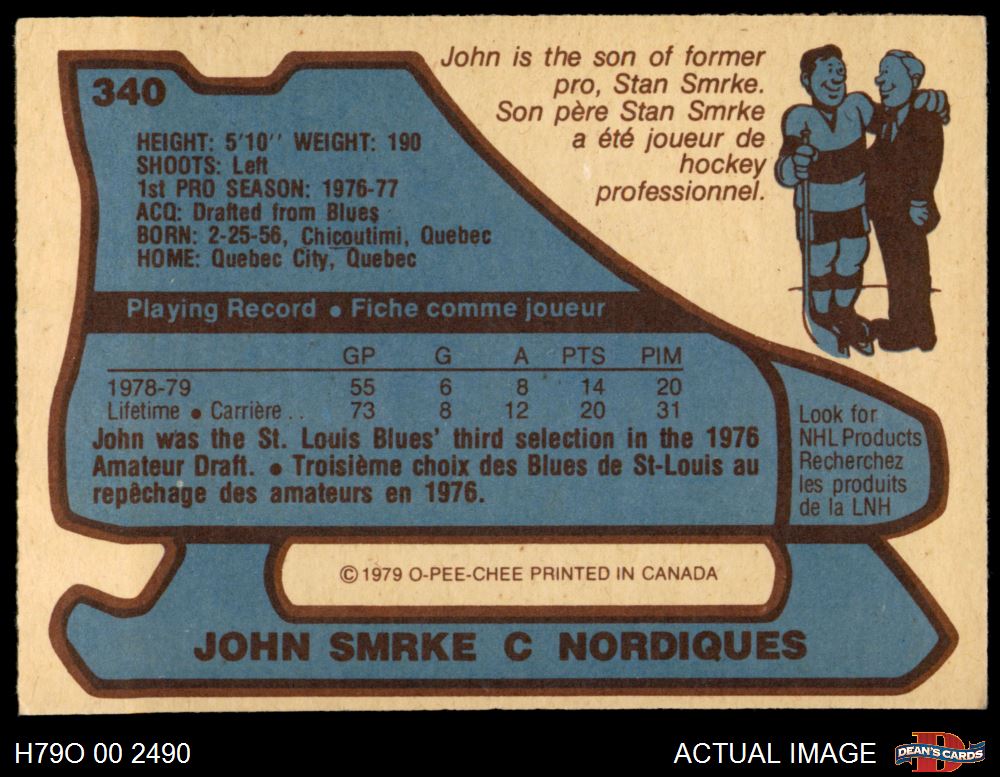 340
John is the son of former
pro, Stan Smrke.
Son père Stan Smrke
a été joueur de
hockey
professionnel.
HEIGHT: 5'10'' WEIGHT: 190
SHOOTS: Left
1st PRO SEASON: 1976-77
ACQ: Drafted from Blues
BORN: 2-25-56, Chicoutimi, Quebec
HOME: Quebec City, Quebec
Playing Record ● Fiche comme joueur
GP G A PTS PIM
1978-79 55 6 8 14 20
Lifetime ● Carrière .. 73 8 12 20 31
John was the St. Louis Blues' third selection in the 1976
Amateur Draft. ● Troisième choix des Blues de St-Louis au
repêchage des amateurs en 1976.
Look for
NHL Products
Recherchez
les produits
de la LNH
© 1979 O-PEE-CHEE PRINTED IN CANADA
JOHN SMRKE C NORDIQUES
H79O 00 2490
ACTUAL IMAGE
D
DEAN'S CARDS